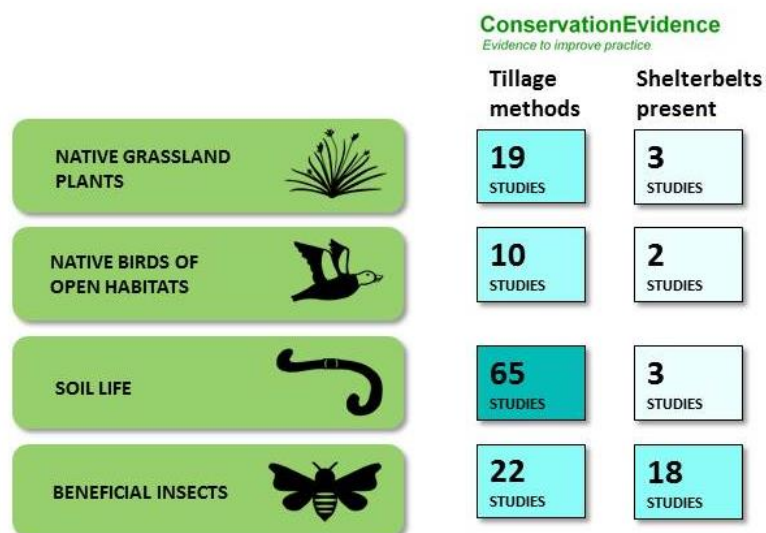 ConservationEvidence
Evidence to improve practice
Tillage
methods
Shelterbelts
present
NATIVE GRASSLAND
PLANTS
19
STUDIES
3
STUDIES
NATIVE BIRDS OF
OPEN HABITATS
10
STUDIES
2
STUDIES
SOIL LIFE
65
STUDIES
3
STUDIES
BENEFICIAL INSECTS
22
STUDIES
18
STUDIES